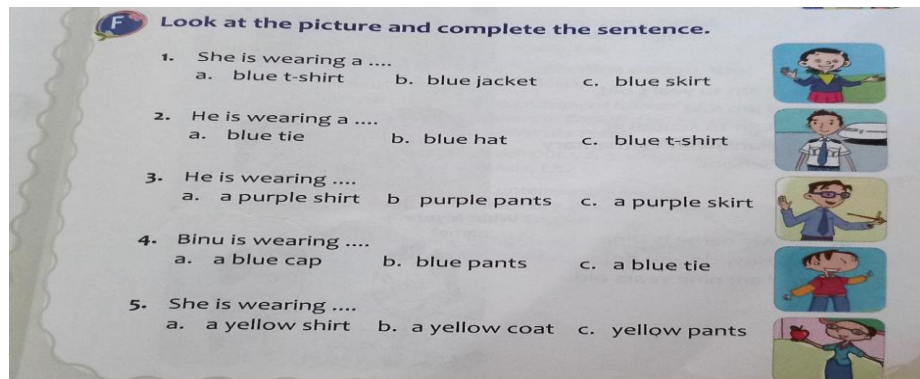 F Look at the picture and complete the sentence.
1. She is wearing a ....
a. blue t-shirt b. blue jacket c. blue skirt
2. He is wearing a ....
a. blue tie b. blue hat c. blue t-shirt
3. He is wearing ....
a. a purple shirt b purple pants c. a purple skirt
4. Binu is wearing ....
a. a blue cap b. blue pants c. a blue tie
5. She is wearing ....
a. a yellow shirt b. a yellow coat c. yellow pants